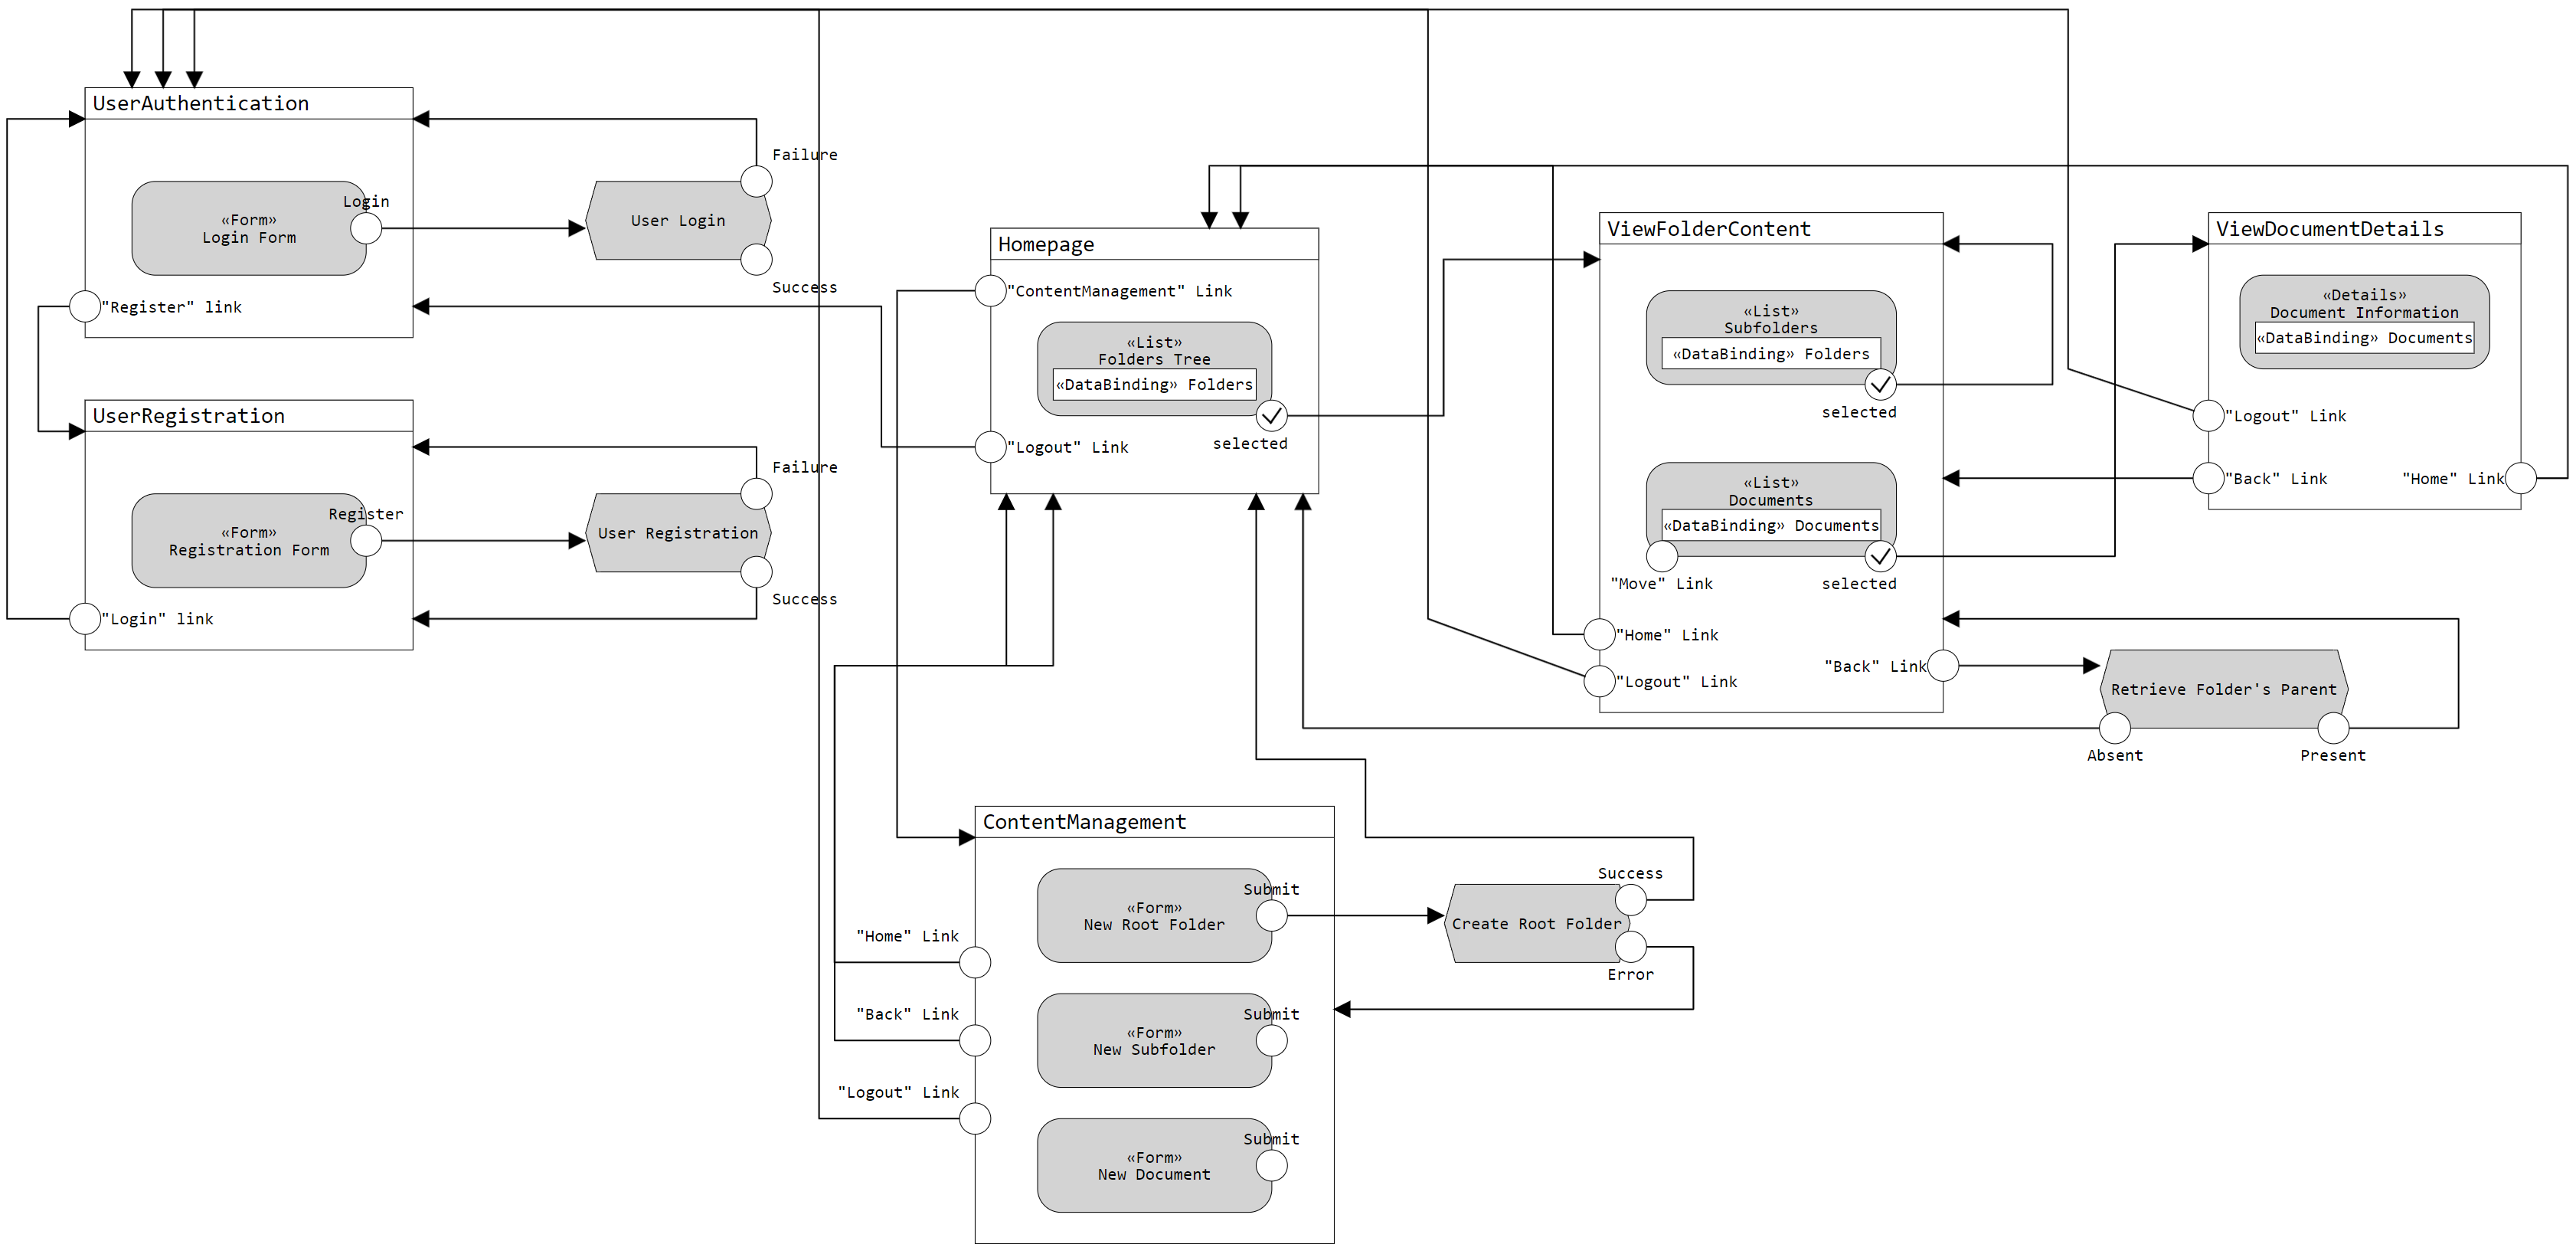 UserAuthentication
Failure
Login
«Form»
Login Form
User Login
Success
"Register" link
UserRegistration
Failure
Register
«Form»
Registration Form
User Registration
Success
"Login" link
Homepage
"ContentManagement" Link
«List»
Folders Tree
«DataBinding» Folders
selected
"Logout" Link
ViewFolderContent
«List»
Subfolders
«DataBinding» Folders
selected
«List»
Documents
«DataBinding» Documents
"Move" Link
selected
"Home" Link
"Back" Link
"Logout" Link
ViewDocumentDetails
«Details»
Document Information
«DataBinding» Documents
"Logout" Link
"Back" Link
"Home" Link
Retrieve Folder's Parent
Absent
Present
ContentManagement
Submit
«Form»
New Root Folder
Success
Create Root Folder
Error
"Home" Link
"Back" Link
Submit
«Form»
New Subfolder
"Logout" Link
Submit
«Form»
New Document